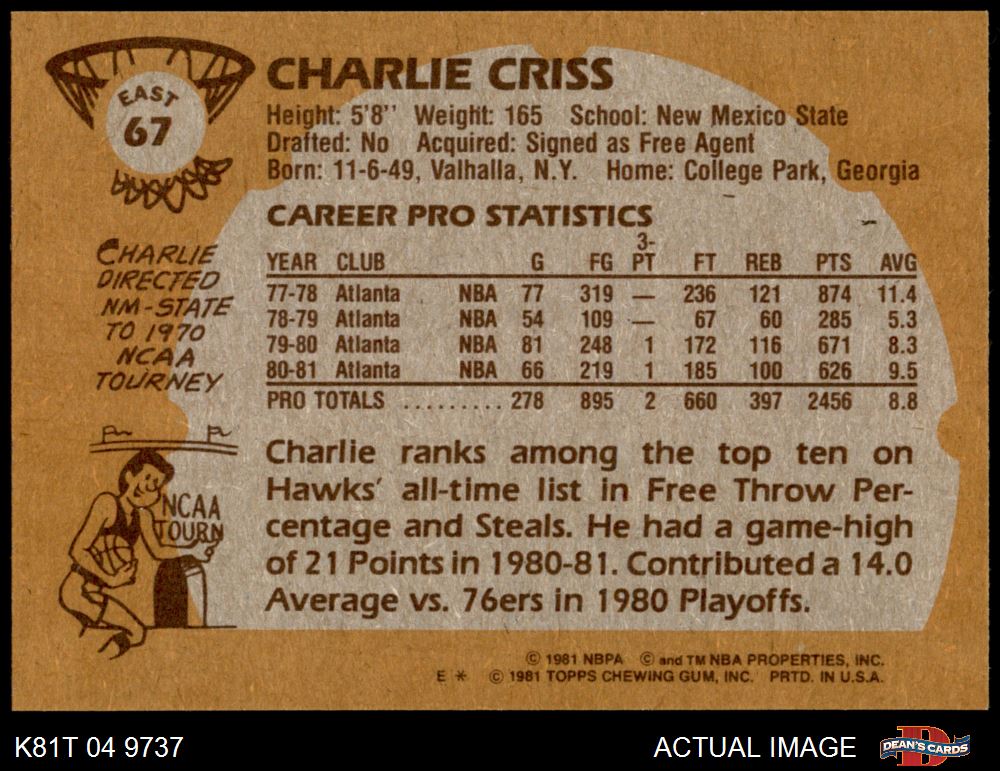 EAST
67
CHARLIE CRISS
Height: 5'8'' Weight: 165 School: New Mexico State
Drafted: No Acquired: Signed as Free Agent
Born: 11-6-49, Valhalla, N.Y. Home: College Park, Georgia
CAREER PRO STATISTICS
YEAR CLUB G FG 3-PT FT REB PTS AVG
77-78 Atlanta NBA 77 319 — 236 121 874 11.4
78-79 Atlanta NBA 54 109 — 67 60 285 5.3
79-80 Atlanta NBA 81 248 1 172 116 671 8.3
80-81 Atlanta NBA 66 219 1 185 100 626 9.5
PRO TOTALS .......... 278 895 2 660 397 2456 8.8
CHARLIE
DIRECTED
NM-STATE
TO 1970
NCAA
TOURNEY
NCAA
TOURN
Charlie ranks among the top ten on
Hawks' all-time list in Free Throw Per-
centage and Steals. He had a game-high
of 21 Points in 1980-81. Contributed a 14.0
Average vs. 76ers in 1980 Playoffs.
© 1981 NBPA © and TM NBA PROPERTIES, INC.
E * © 1981 TOPPS CHEWING GUM, INC. PRTD. IN U.S.A.
K81T 04 9737
ACTUAL IMAGE
D
DEAN'S CARDS